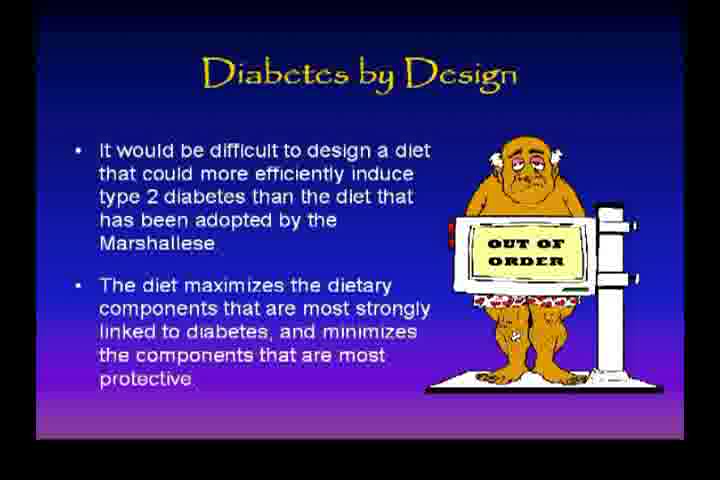 Diabetes by Design
• It would be difficult to design a diet
that could more efficiently induce
type 2 diabetes than the diet that
has been adopted by the
Marshallese
• The diet maximizes the dietary
components that are most strongly
linked to diabetes, and minimizes
the components that are most
protective
OUT OF
ORDER